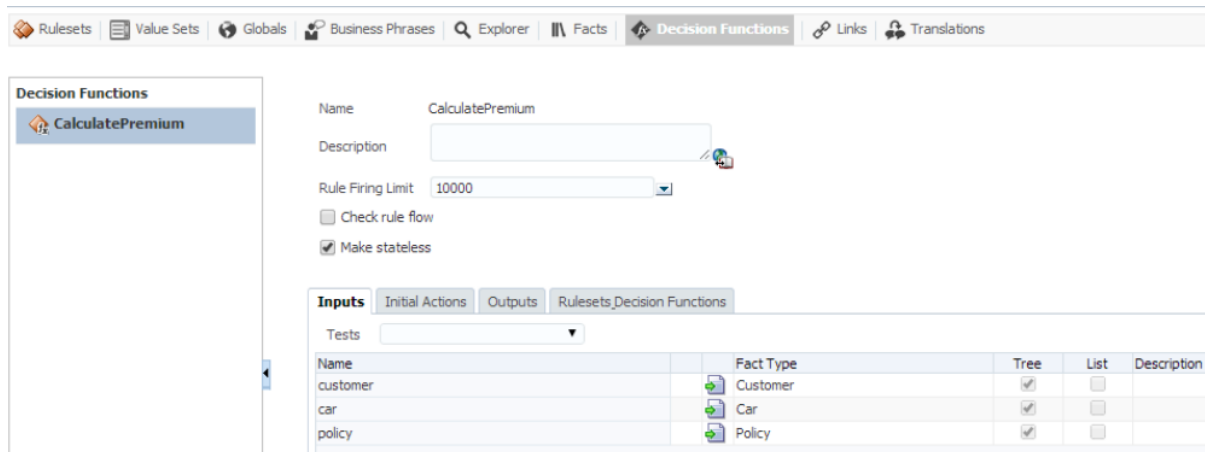 Rulesets Value Sets Globals Business Phrases Explorer Facts Decision Functions Links Translations
Decision Functions
CalculatePremium
Name CalculatePremium
Description
Rule Firing Limit 10000
Check rule flow
Make stateless
Inputs Initial Actions Outputs Rulesets_Decision Functions
Tests
Name Fact Type Tree List Description
customer Customer
car Car
policy Policy